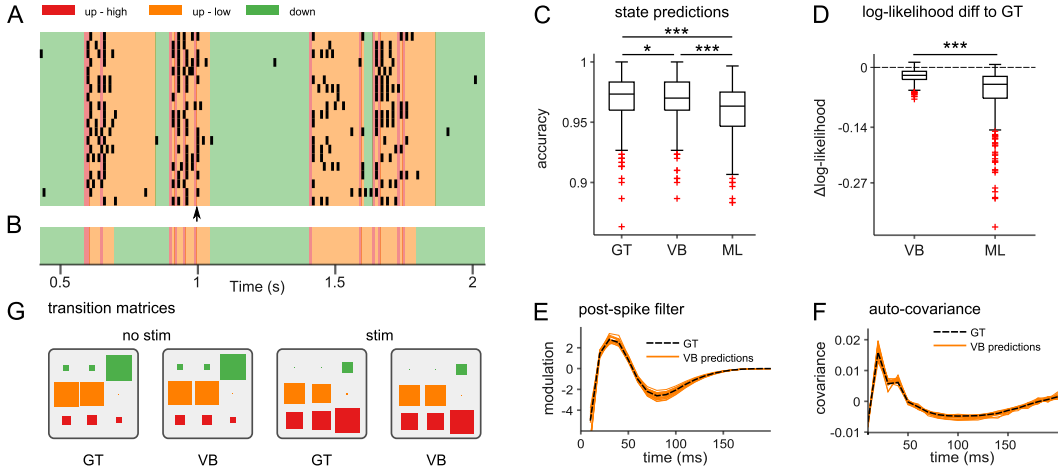 A
up - high
up - low
down
B
0.5
1
1.5
2
Time (s)
C
state predictions
***
*
***
1
0.95
0.9
accuracy
GT
VB
ML
D
log-likelihood diff to GT
***
0
-0.14
-0.27
Δlog-likelihood
VB
ML
G
transition matrices
no stim
stim
GT
VB
GT
VB
E
post-spike filter
GT
VB predictions
2
0
-2
-4
modulation
0
50
100
150
time (ms)
F
auto-covariance
GT
VB predictions
0.02
0.01
0
-0.01
covariance
50
100
150
time (ms)